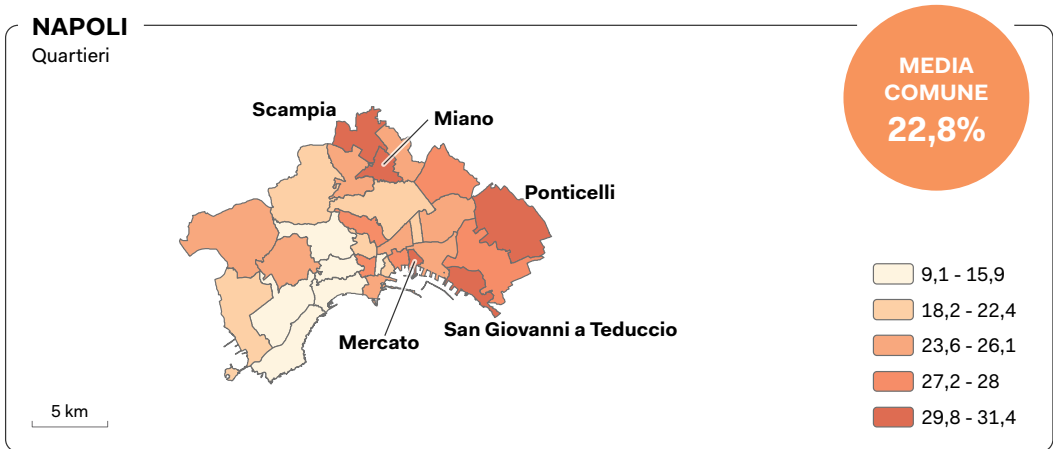 NAPOLI
Quartieri
MEDIA
COMUNE
22,8%
Scampia
Miano
Ponticelli
San Giovanni a Teduccio
Mercato
9,1 - 15,9
18,2 - 22,4
23,6 - 26,1
27,2 - 28
29,8 - 31,4
5 km